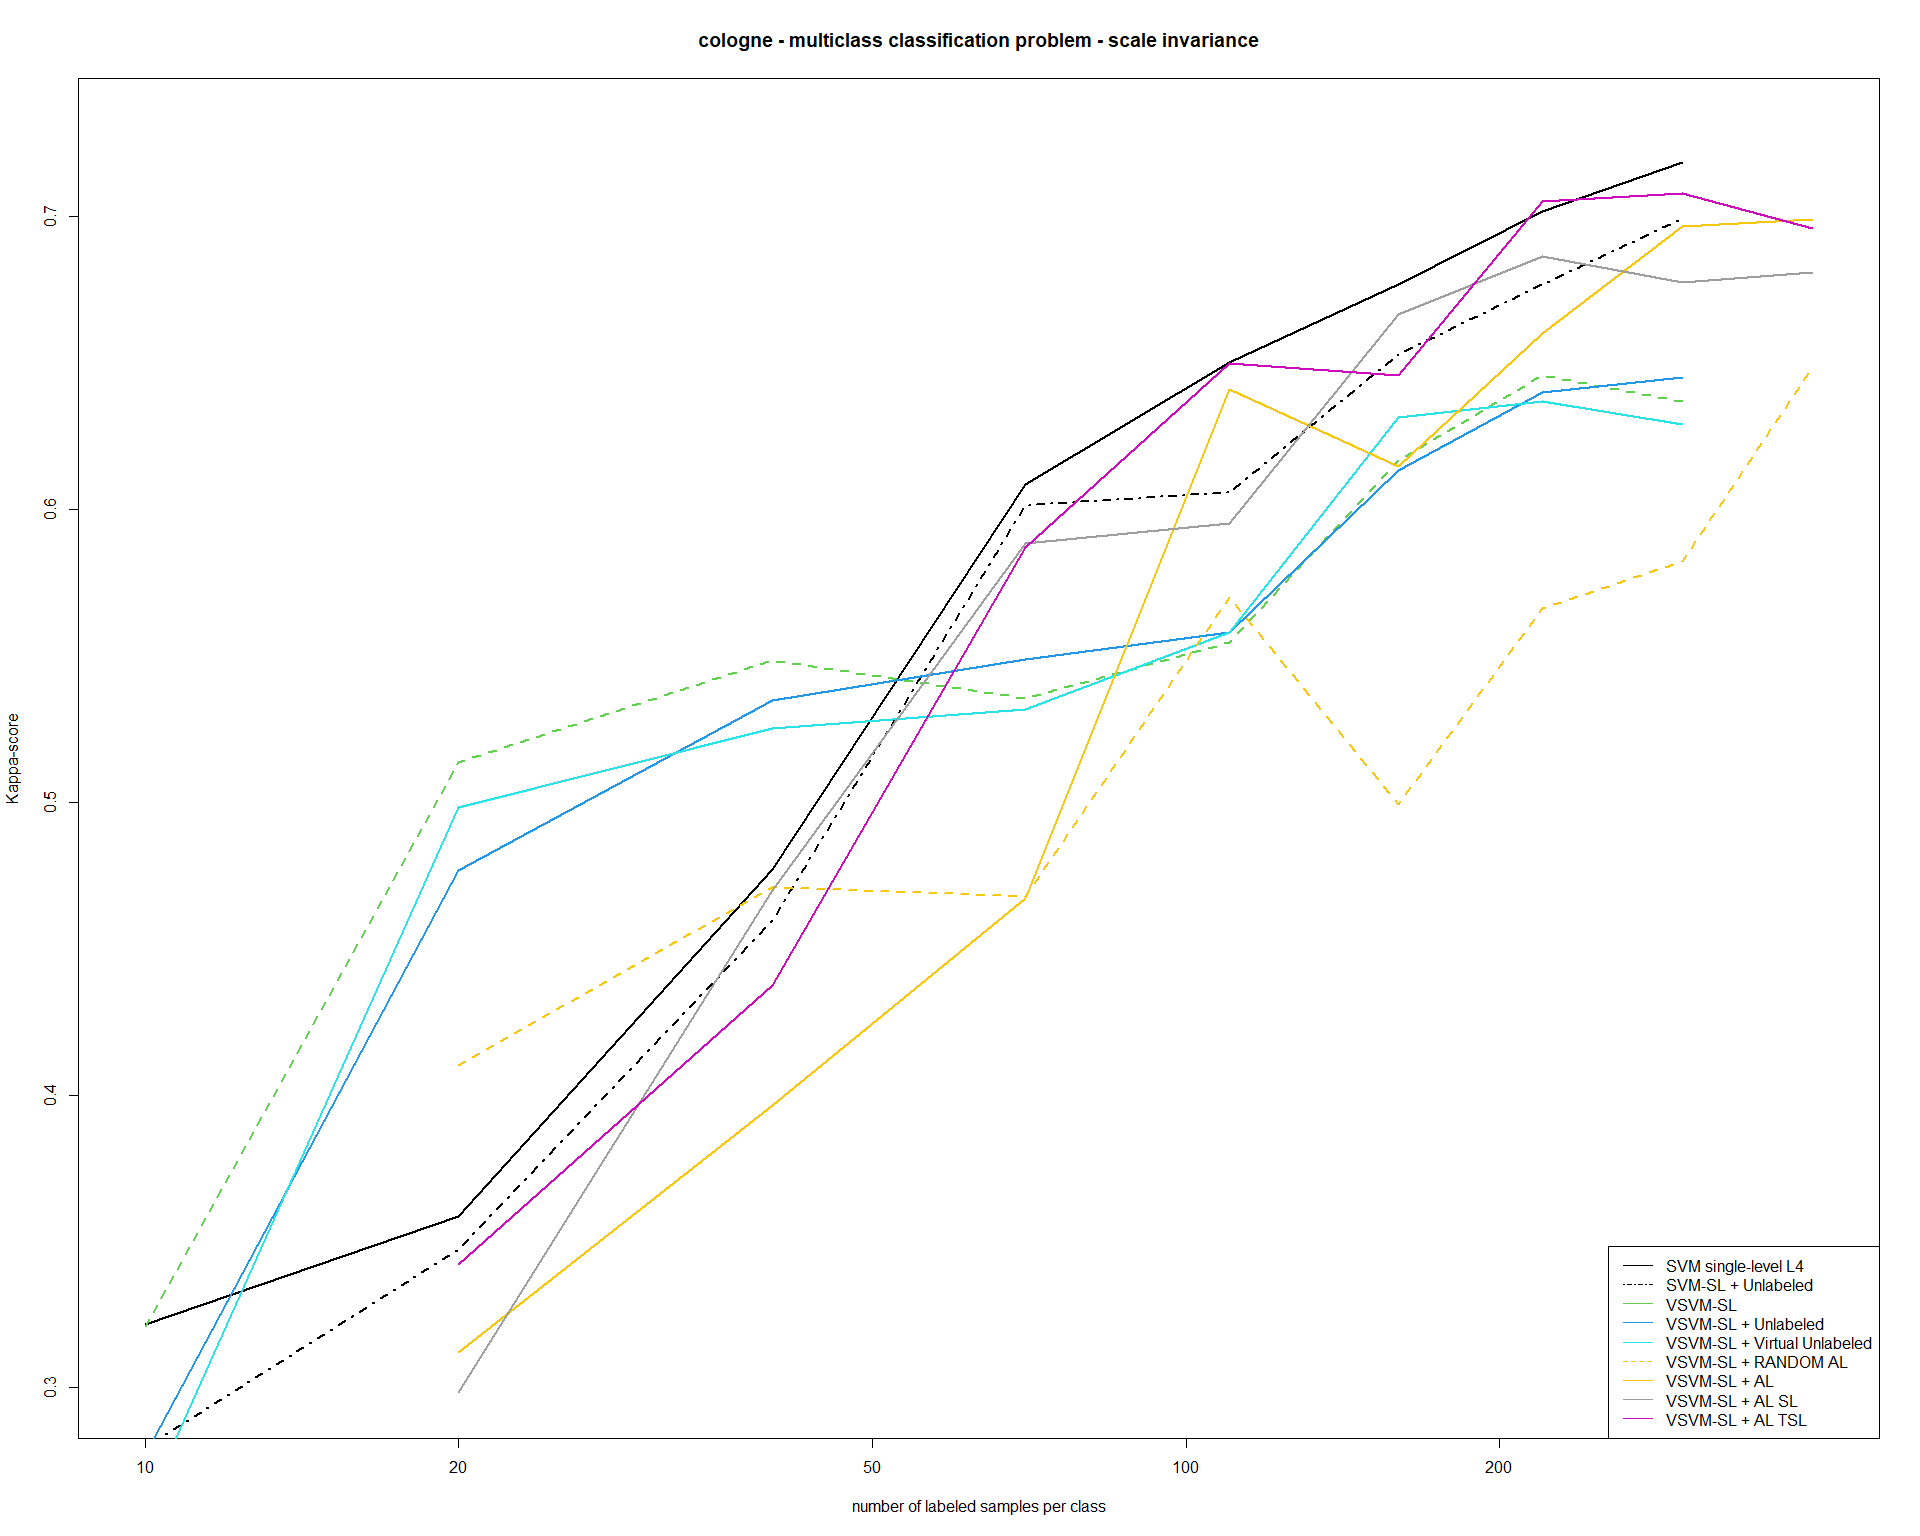 cologne - multiclass classification problem - scale invariance
Kappa-score
0.7
0.6
0.5
0.4
0.3
10 20 50 100 200
number of labeled samples per class
SVM single-level L4
SVM-SL + Unlabeled
VSVM-SL
VSVM-SL + Unlabeled
VSVM-SL + Virtual Unlabeled
VSVM-SL + RANDOM AL
VSVM-SL + AL
VSVM-SL + AL SL
VSVM-SL + AL TSL